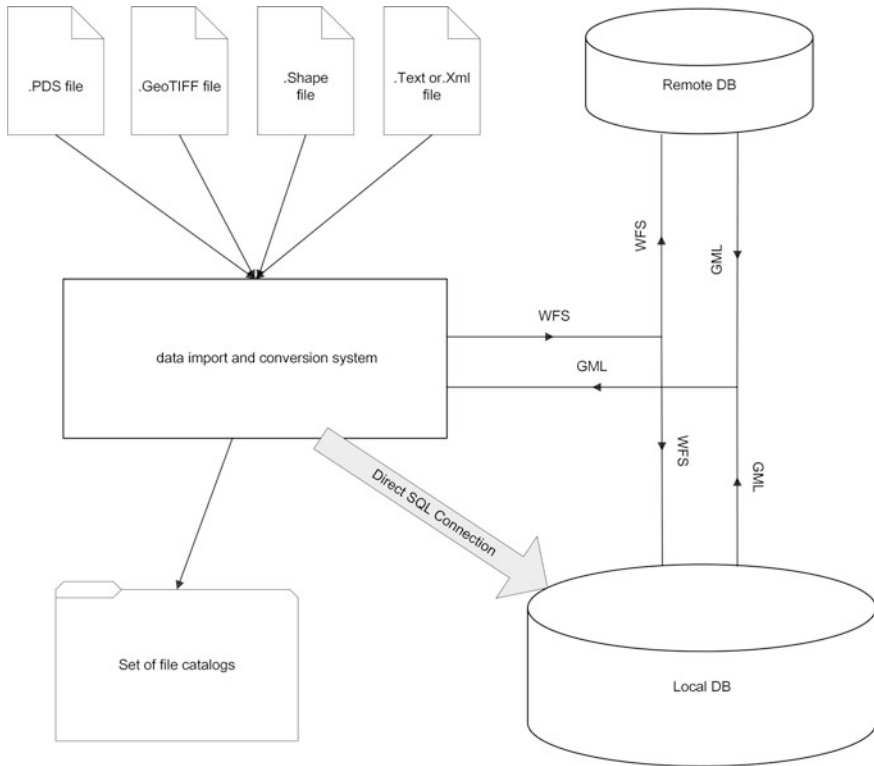 .PDS file
.GeoTIFF file
.Shape
file
.Text or.Xml
file
Remote DB
WFS
GML
WFS
data import and conversion system
GML
WFS
GML
Direct SQL Connection
Set of file catalogs
Local DB